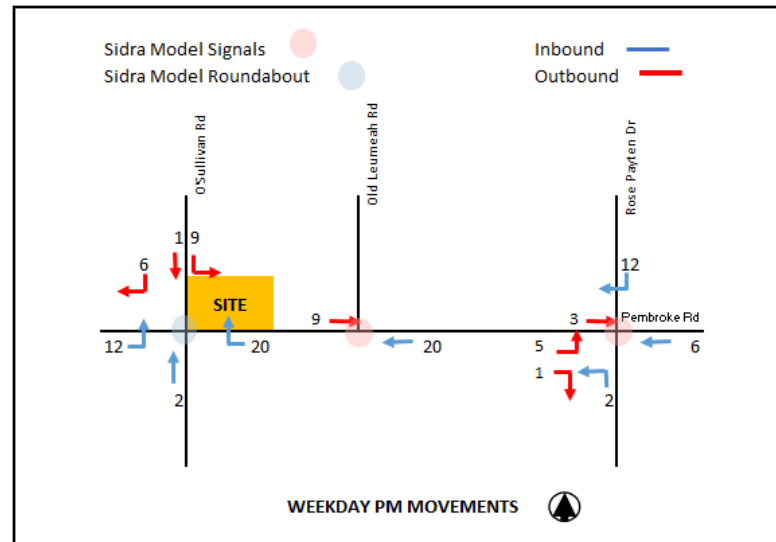 Sidra Model Signals
Inbound
Sidra Model Roundabout
Outbound
O'Sullivan Rd
Old Leumeah Rd
Rose Payten Dr
1 9
6
12
SITE
9
3
Pembroke Rd
12
20
20
5
6
1
2
2
WEEKDAY PM MOVEMENTS